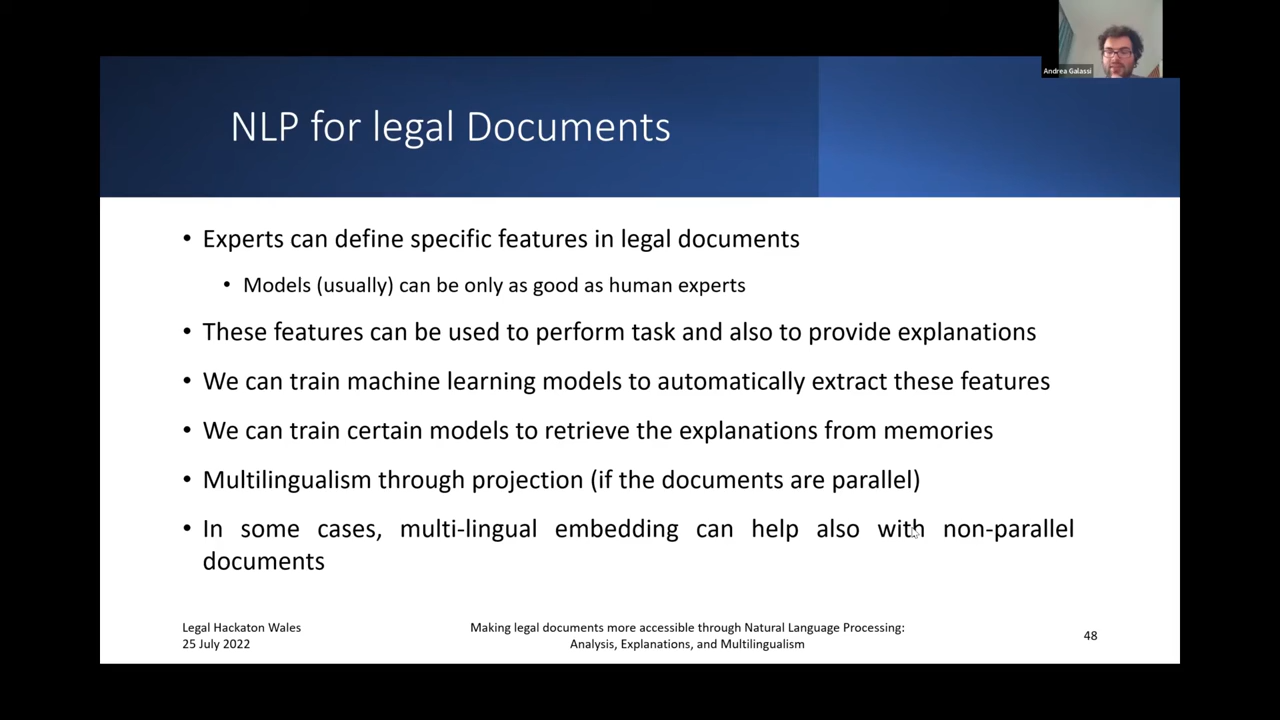 Andrea Galassi
NLP for legal Documents
• Experts can define specific features in legal documents
• Models (usually) can be only as good as human experts
• These features can be used to perform task and also to provide explanations
• We can train machine learning models to automatically extract these features
• We can train certain models to retrieve the explanations from memories
• Multilingualism through projection (if the documents are parallel)
• In some cases, multi-lingual embedding can help also with non-parallel
documents
Legal Hackaton Wales
25 July 2022
Making legal documents more accessible through Natural Language Processing:
Analysis, Explanations, and Multilingualism
48